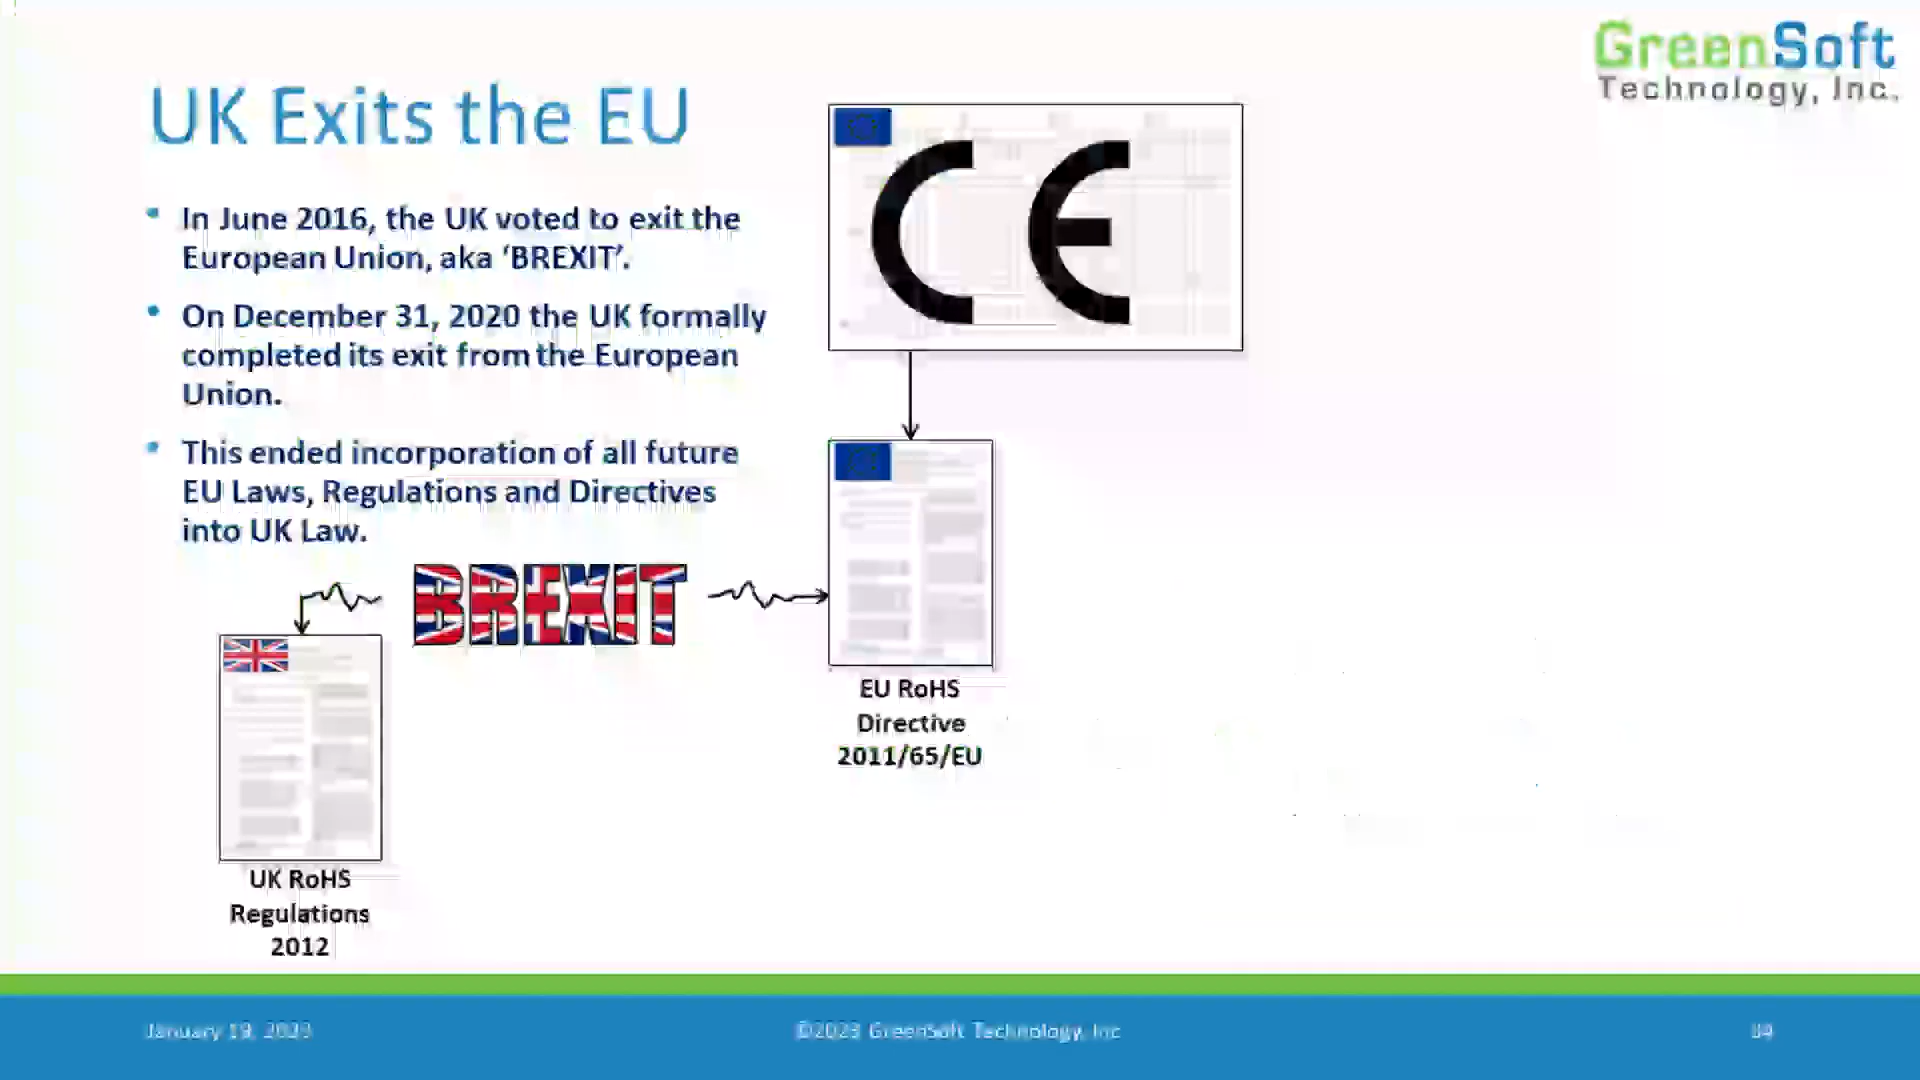 GreenSoft
Technology, Inc.
UK Exits the EU
• In June 2016, the UK voted to exit the
European Union, aka ‘BREXIT’.
• On December 31, 2020 the UK formally
completed its exit from the European
Union.
• This ended incorporation of all future
EU Laws, Regulations and Directives
into UK Law.
CE
BREXIT
EU RoHS
Directive
2011/65/EU
UK RoHS
Regulations
2012
January 19, 2023
©2023 GreenSoft Technology, Inc